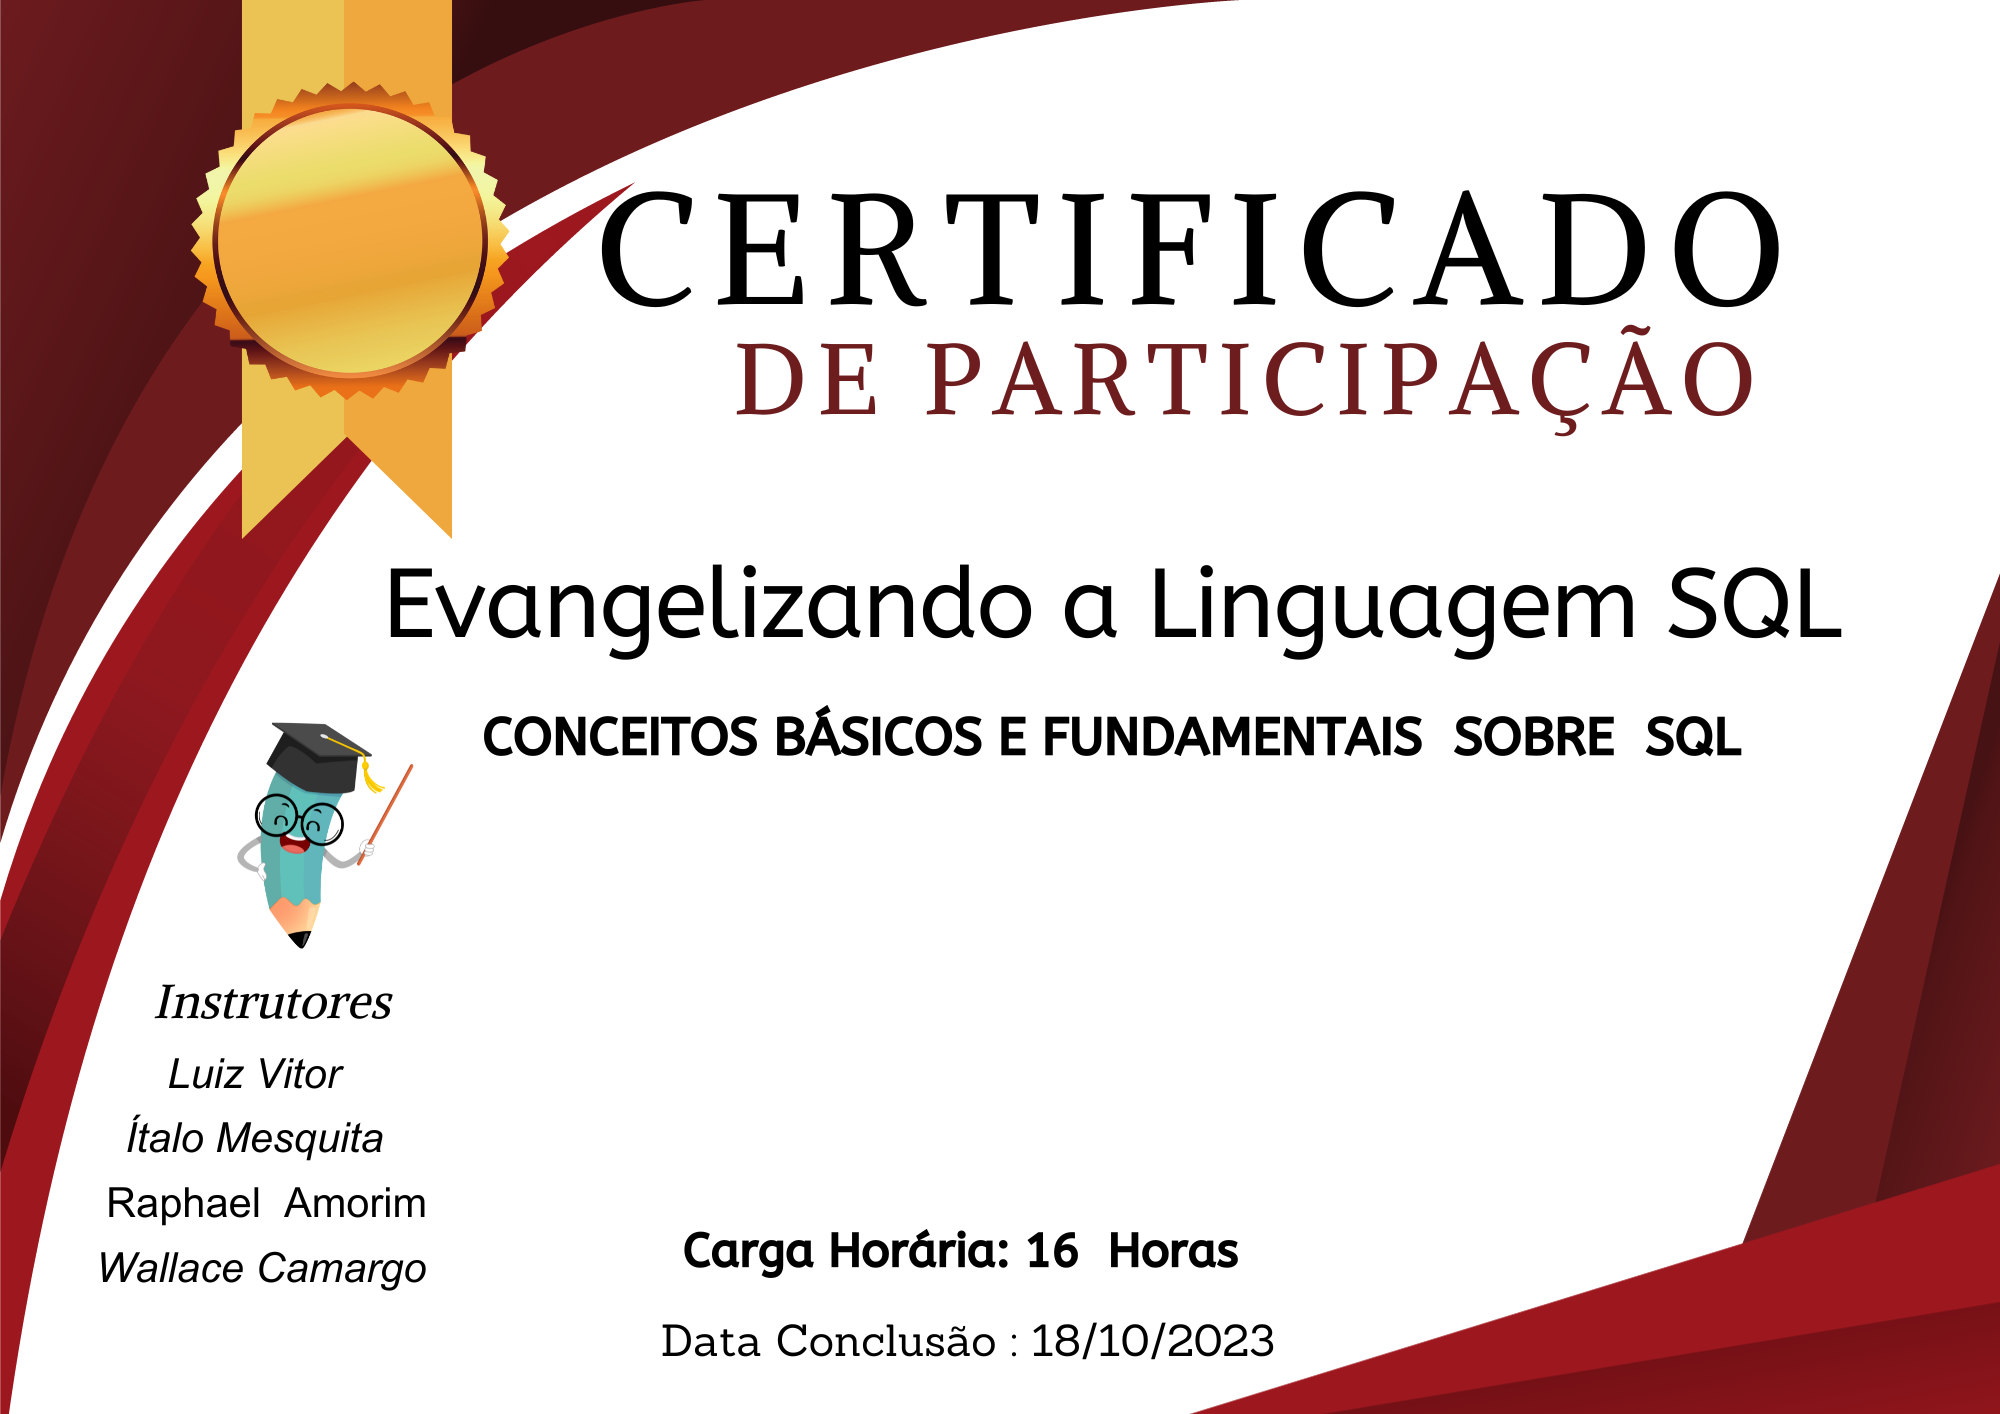 CERTIFICADO
DE PARTICIPAÇÃO
Evangelizando a Linguagem SQL
CONCEITOS BÁSICOS E FUNDAMENTAIS SOBRE SQL
Instrutores
Luiz Vitor
Ítalo Mesquita
Raphael Amorim
Wallace Camargo
Carga Horária: 16 Horas
Data Conclusão : 18/10/2023